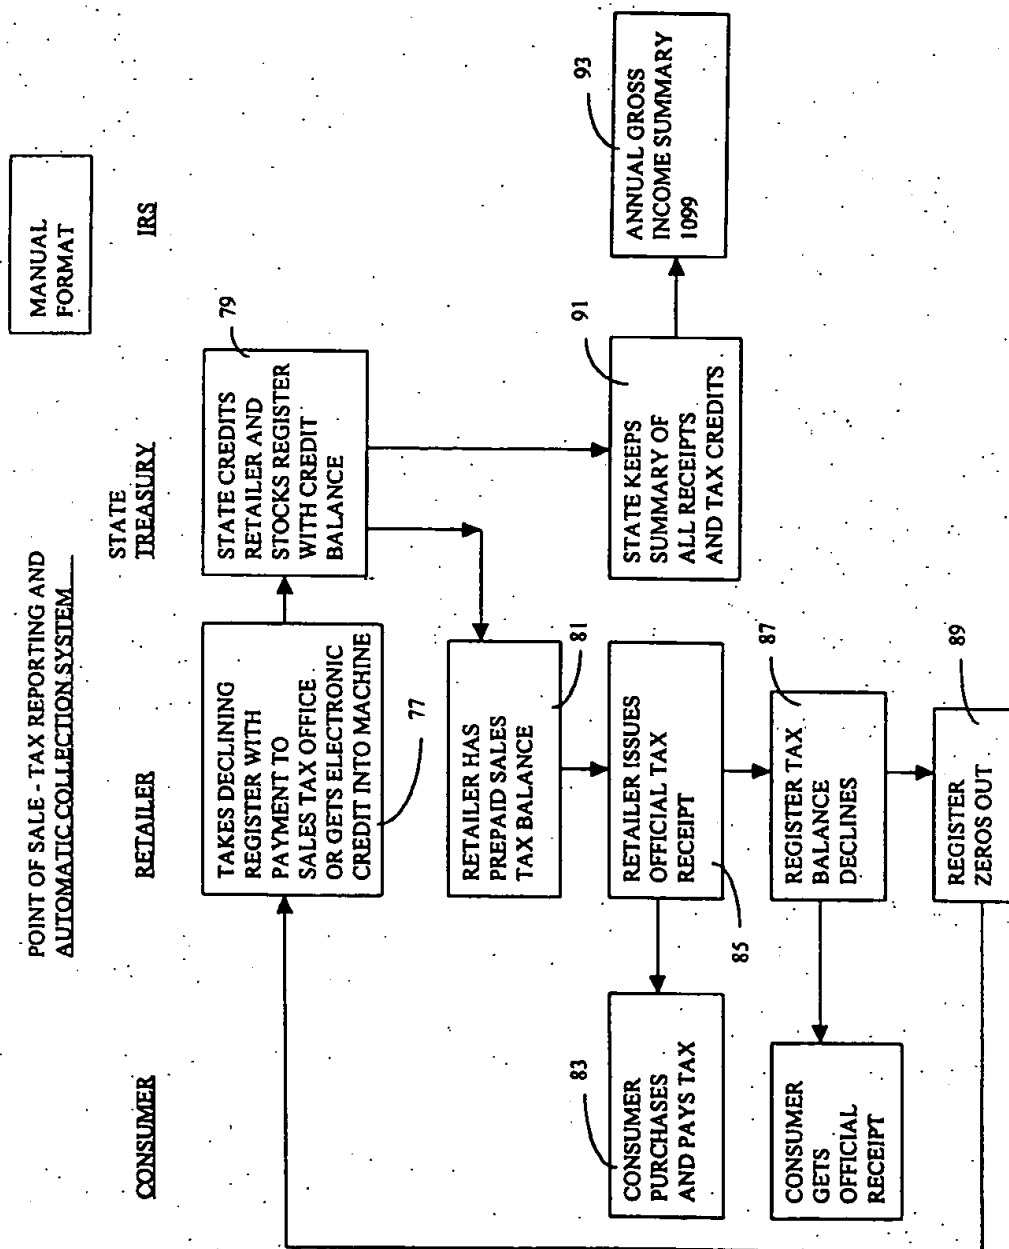 POINT OF SALE - TAX REPORTING AND
AUTOMATIC COLLECTION SYSTEM
MANUAL
FORMAT
CONSUMER
RETAILER
STATE
TREASURY
IRS
TAKES DECLINING
REGISTER WITH
PAYMENT TO
SALES TAX OFFICE
OR GETS ELECTRONIC
CREDIT INTO MACHINE
77
STATE CREDITS
RETAILER AND
STOCKS REGISTER
WITH CREDIT
BALANCE
79
RETAILER HAS
PREPAID SALES
TAX BALANCE
81
CONSUMER
PURCHASES
AND PAYS TAX
83
RETAILER ISSUES
OFFICIAL TAX
RECEIPT
85
STATE KEEPS
SUMMARY OF
ALL RECEIPTS
AND TAX CREDITS
91
ANNUAL GROSS
INCOME SUMMARY
1099
93
CONSUMER
GETS
OFFICIAL
RECEIPT
REGISTER TAX
BALANCE
DECLINES
87
REGISTER
ZEROS OUT
89